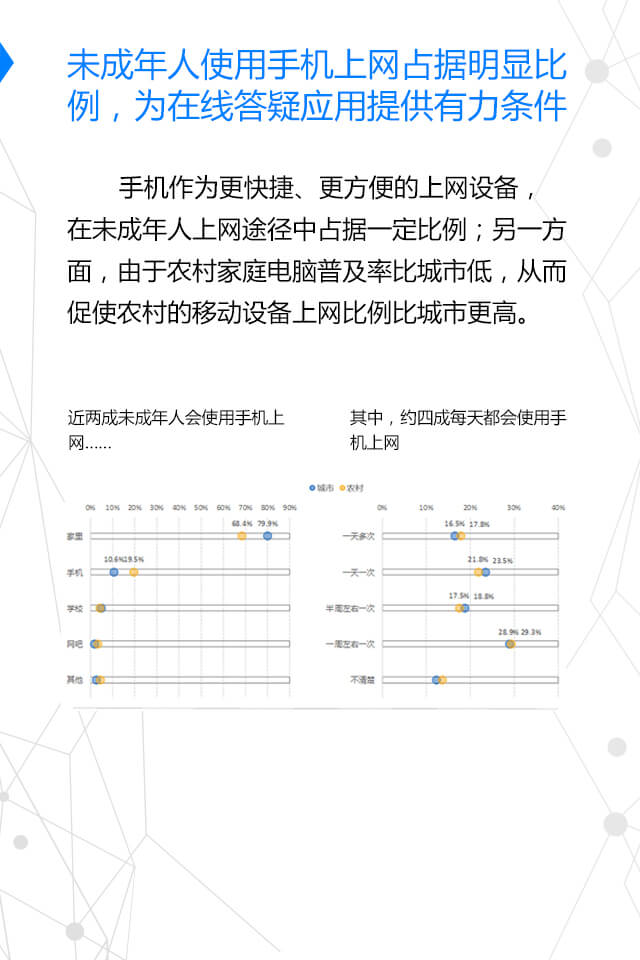 未成年人使用手机上网占据明显比
例，为在线答疑应用提供有力条件
手机作为更快捷、更方便的上网设备，
在未成年人上网途径中占据一定比例；另一方
面，由于农村家庭电脑普及率比城市低，从而
促使农村的移动设备上网比例比城市更高。
近两成未成年人会使用手机上
网......
其中，约四成每天都会使用手
机上网
城市 农村
0% 10% 20% 30% 40% 50% 60% 70% 80% 90%
68.4% 79.9%
家里
10.6%19.5%
手机
学校
网吧
其他
0% 10% 20% 30% 40%
16.5% 17.8%
一天多次
21.8% 23.5%
一天一次
17.5% 18.8%
半周左右一次
28.9% 29.3%
一周左右一次
不清楚